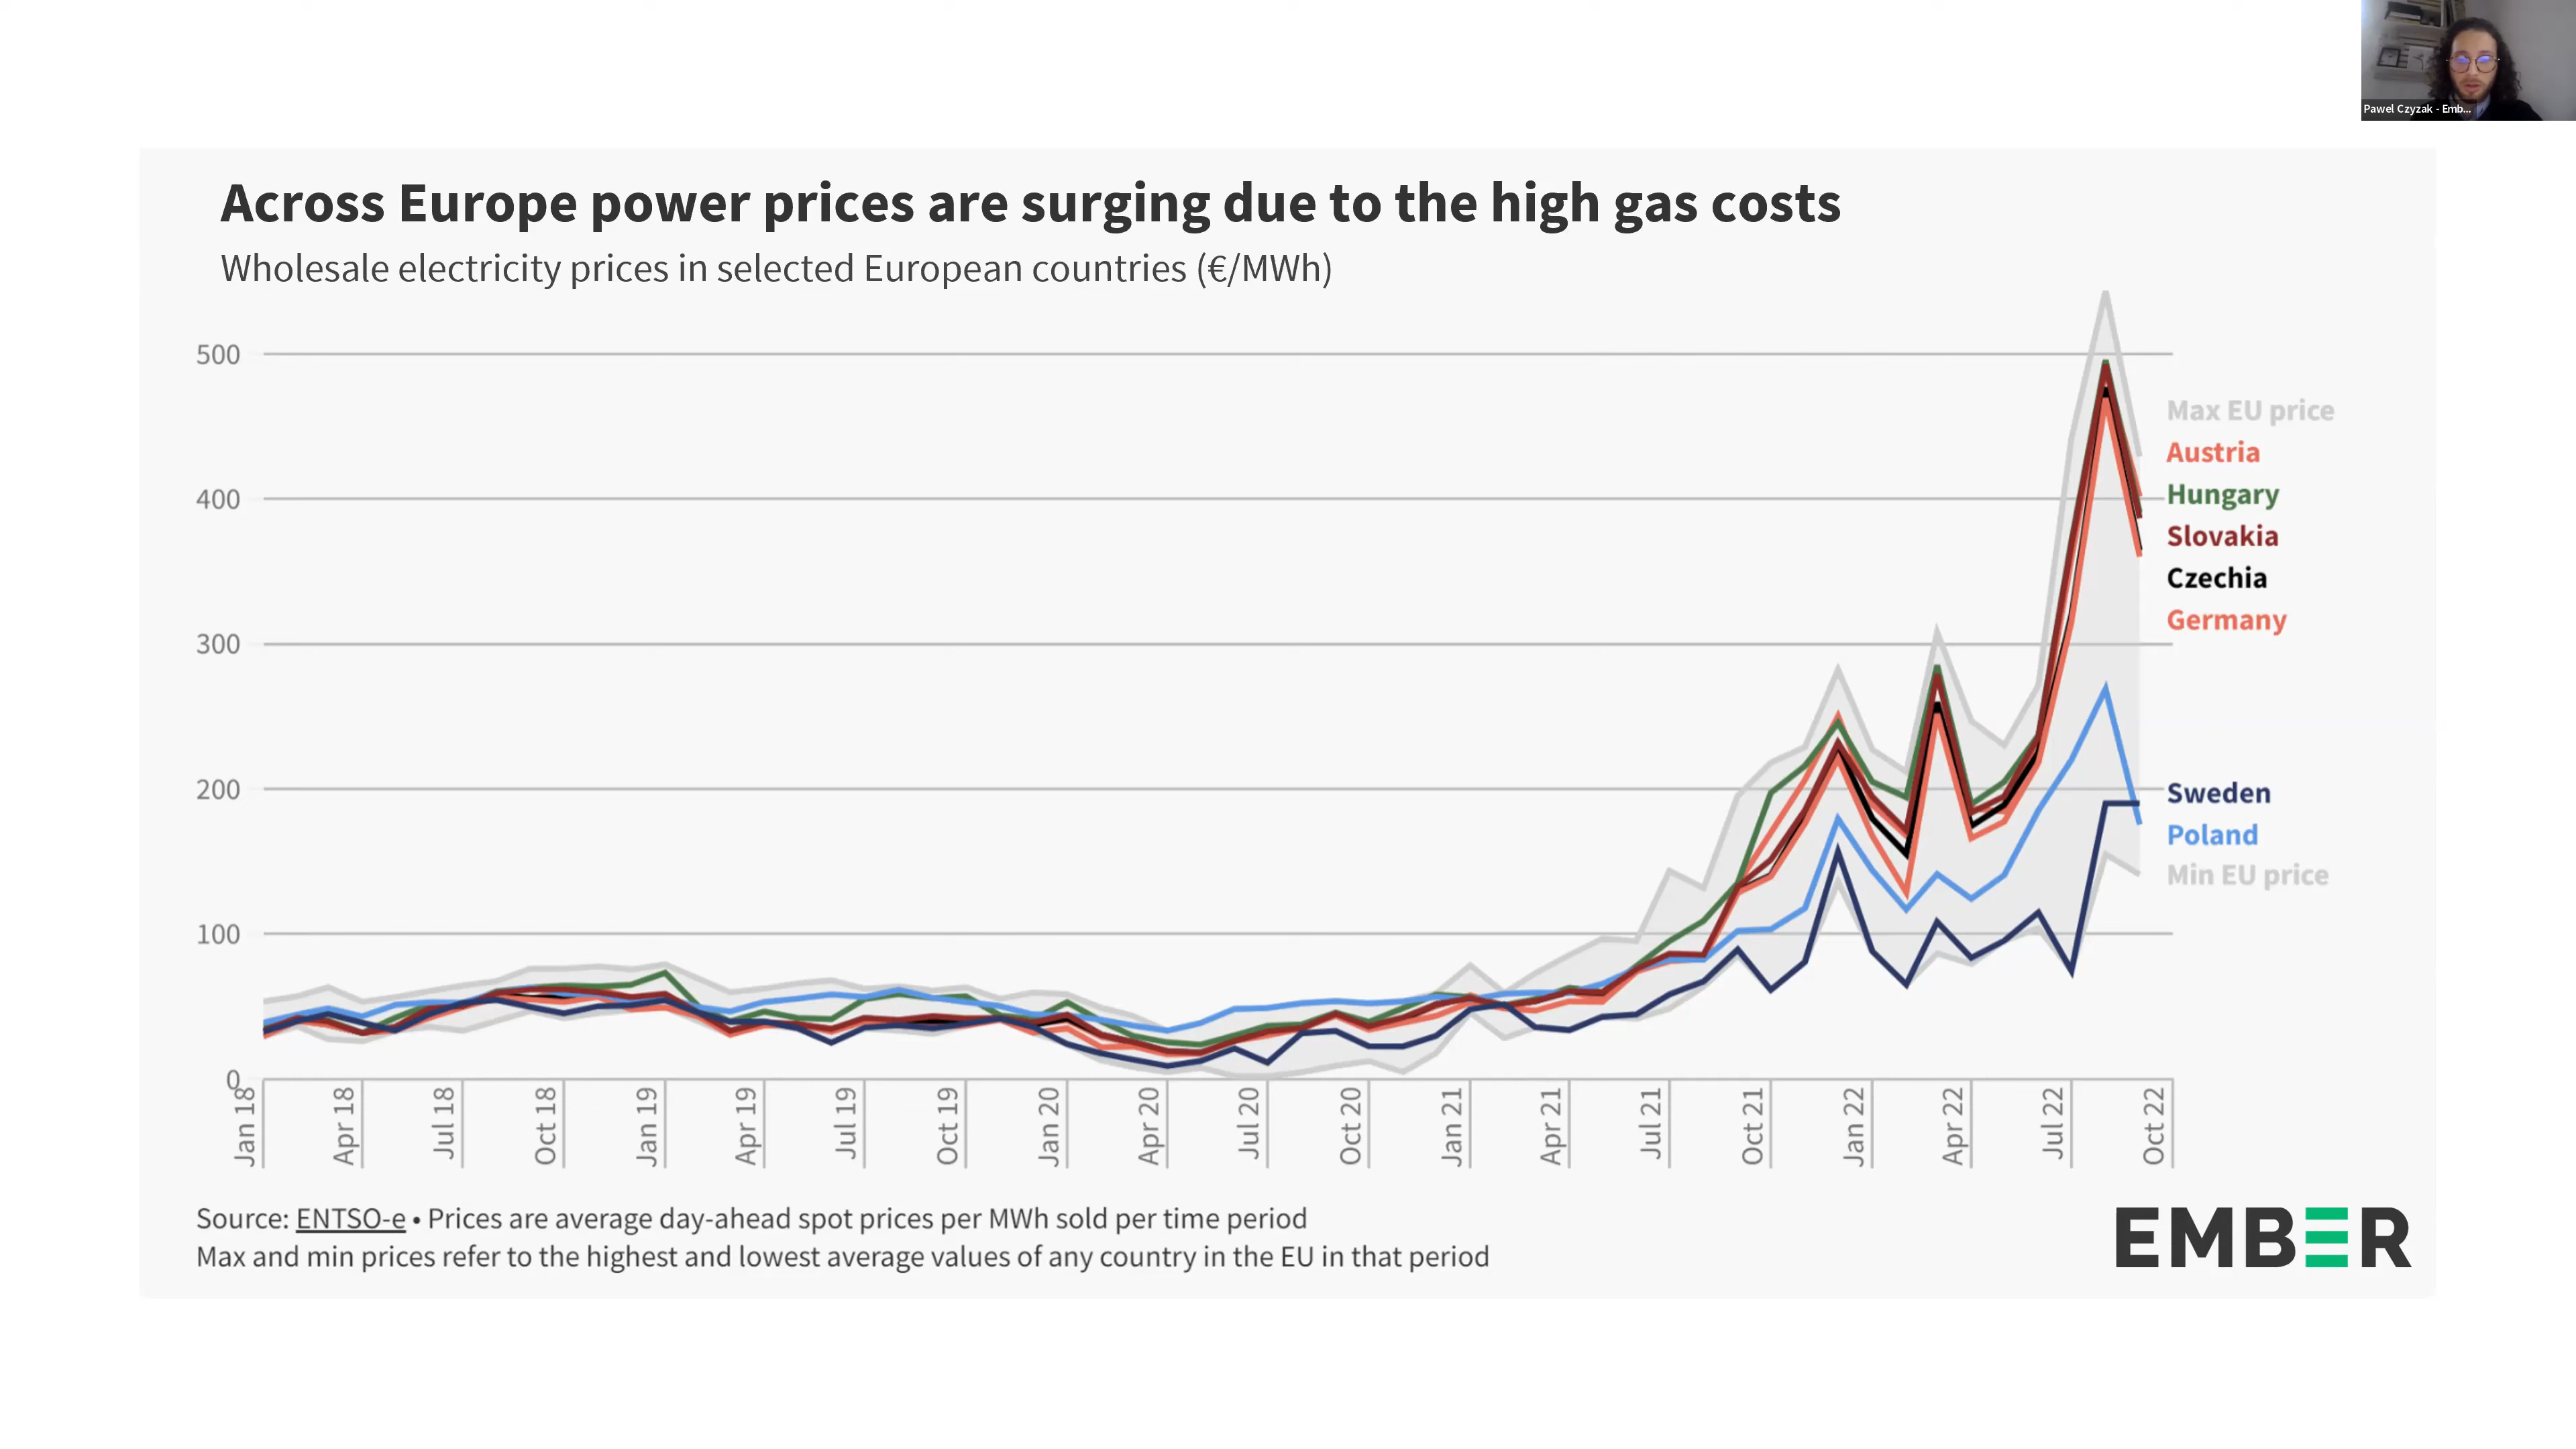 Pawel Czyzak - Emb...
Across Europe power prices are surging due to the high gas costs
Wholesale electricity prices in selected European countries (€/MWh)
500
400
300
200
100
0
Max EU price
Austria
Hungary
Slovakia
Czechia
Germany
Sweden
Poland
Min EU price
Jan 18
Apr 18
Jul 18
Oct 18
Jan 19
Apr 19
Jul 19
Oct 19
Jan 20
Apr 20
Jul 20
Oct 20
Jan 21
Apr 21
Jul 21
Oct 21
Jan 22
Apr 22
Jul 22
Oct 22
Source: ENTSO-e • Prices are average day-ahead spot prices per MWh sold per time period
Max and min prices refer to the highest and lowest average values of any country in the EU in that period
EMBER